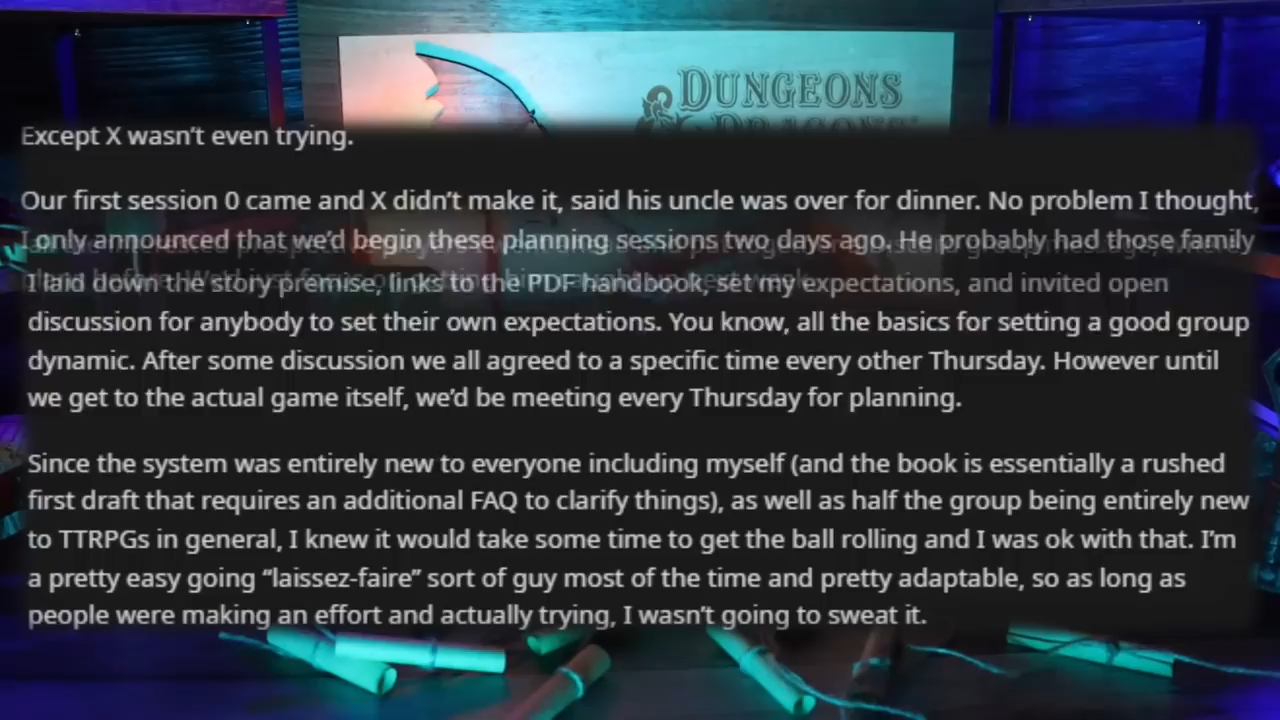 DUNGEONS
Except X wasn't even trying.
Our first session 0 came and X didn't make it, said his uncle was over for dinner. No problem I thought,
I only announced that we'd begin these planning sessions two days ago. He probably had those family
I laid down the story premise, links to the PDF handbook, set my expectations, and invited open
discussion for anybody to set their own expectations. You know, all the basics for setting a good group
dynamic. After some discussion we all agreed to a specific time every other Thursday. However until
we get to the actual game itself, we'd be meeting every Thursday for planning.
Since the system was entirely new to everyone including myself (and the book is essentially a rushed
first draft that requires an additional FAQ to clarify things), as well as half the group being entirely new
to TTRPGs in general, I knew it would take some time to get the ball rolling and I was ok with that. I'm
a pretty easy going “laissez-faire” sort of guy most of the time and pretty adaptable, so as long as
people were making an effort and actually trying, I wasn't going to sweat it.